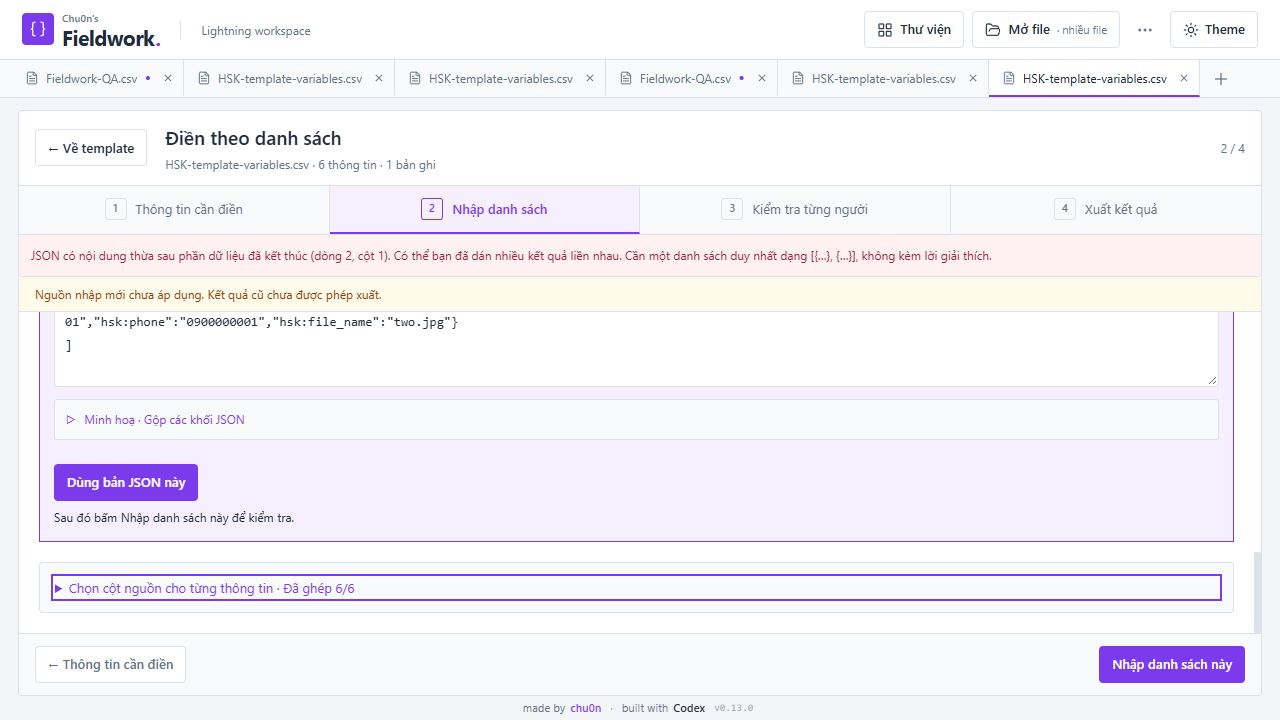 { }
Chu0n's
Fieldwork.
Lightning workspace
Thư viện
Mở file · nhiều file
Theme
Fieldwork-QA.csv
HSK-template-variables.csv
HSK-template-variables.csv
Fieldwork-QA.csv
HSK-template-variables.csv
HSK-template-variables.csv
← Về template
Điền theo danh sách
HSK-template-variables.csv · 6 thông tin · 1 bản ghi
2 / 4
1 Thông tin cần điền
2 Nhập danh sách
3 Kiểm tra từng người
4 Xuất kết quả
JSON có nội dung thừa sau phần dữ liệu đã kết thúc (dòng 2, cột 1). Có thể bạn đã dán nhiều kết quả liền nhau. Cần một danh sách duy nhất dạng [{...}, {...}], không kèm lời giải thích.
Nguồn nhập mới chưa áp dụng. Kết quả cũ chưa được phép xuất.
01","hsk:phone":"0900000001","hsk:file_name":"two.jpg"}
]
Minh hoạ · Gộp các khối JSON
Dùng bản JSON này
Sau đó bấm Nhập danh sách này để kiểm tra.
Chọn cột nguồn cho từng thông tin · Đã ghép 6/6
← Thông tin cần điền
Nhập danh sách này
made by chu0n · built with Codex v0.13.0